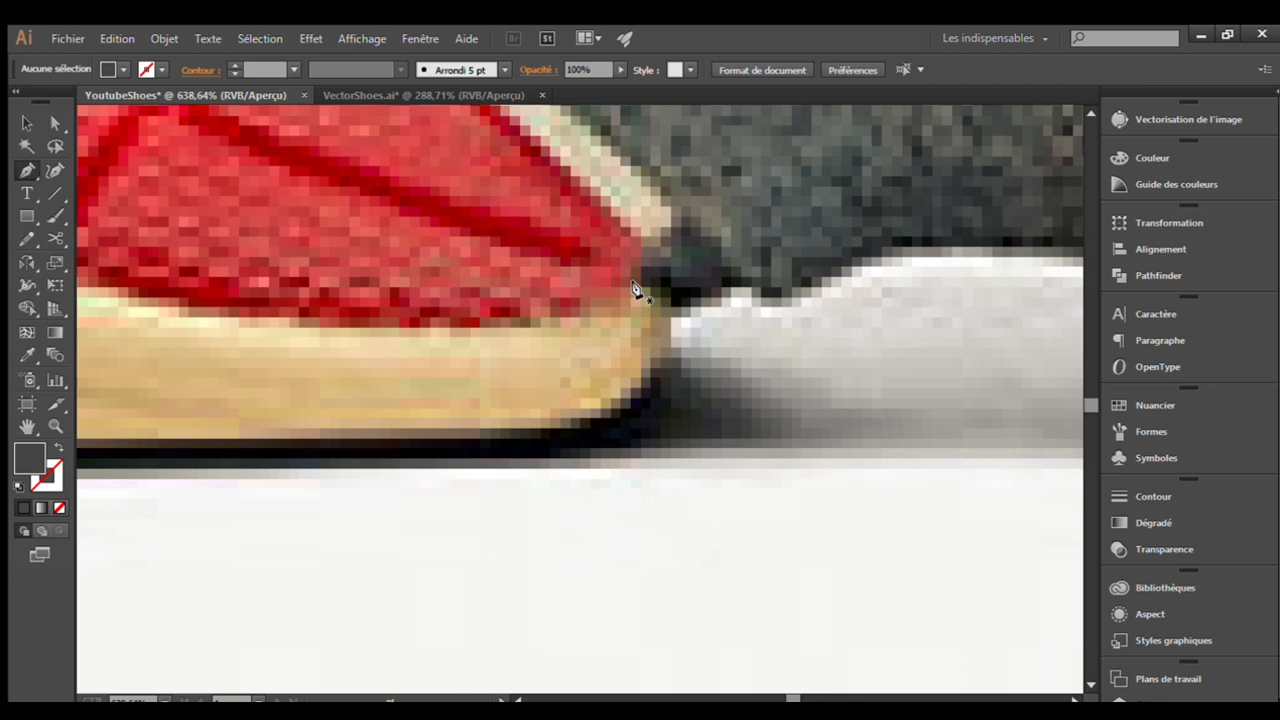 Ai Fichier Edition Objet Texte Sélection Effet Affichage Fenêtre Aide Br St Les indispensables
Aucune sélection Contour : Arrondi 5 pt Opacité : 100% Style : Format de document Préférences
YoutubeShoes* @ 638,64% (RVB/Aperçu) × VectorShoes.ai* @ 288,71% (RVB/Aperçu) ×
Vectorisation de l'image
Couleur
Guide des couleurs
Transformation
Alignement
Pathfinder
Caractère
Paragraphe
OpenType
Nuancier
Formes
Symboles
Contour
Dégradé
Transparence
Bibliothèques
Aspect
Styles graphiques
Plans de travail